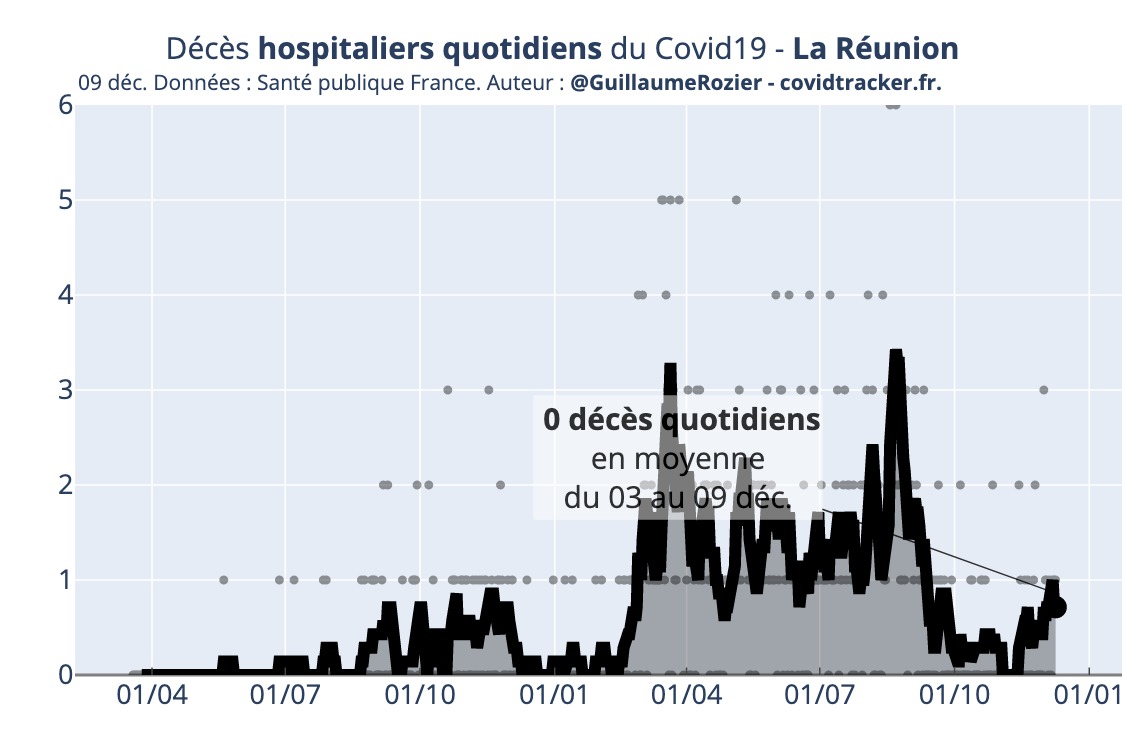 Décès hospitaliers quotidiens du Covid19 - La Réunion
09 déc. Données : Santé publique France. Auteur : @GuillaumeRozier - covidtracker.fr.
6
5
4
3
2
1
0
0 décès quotidiens
en moyenne
du 03 au 09 déc.
01/04 01/07 01/10 01/01 01/04 01/07 01/10 01/01